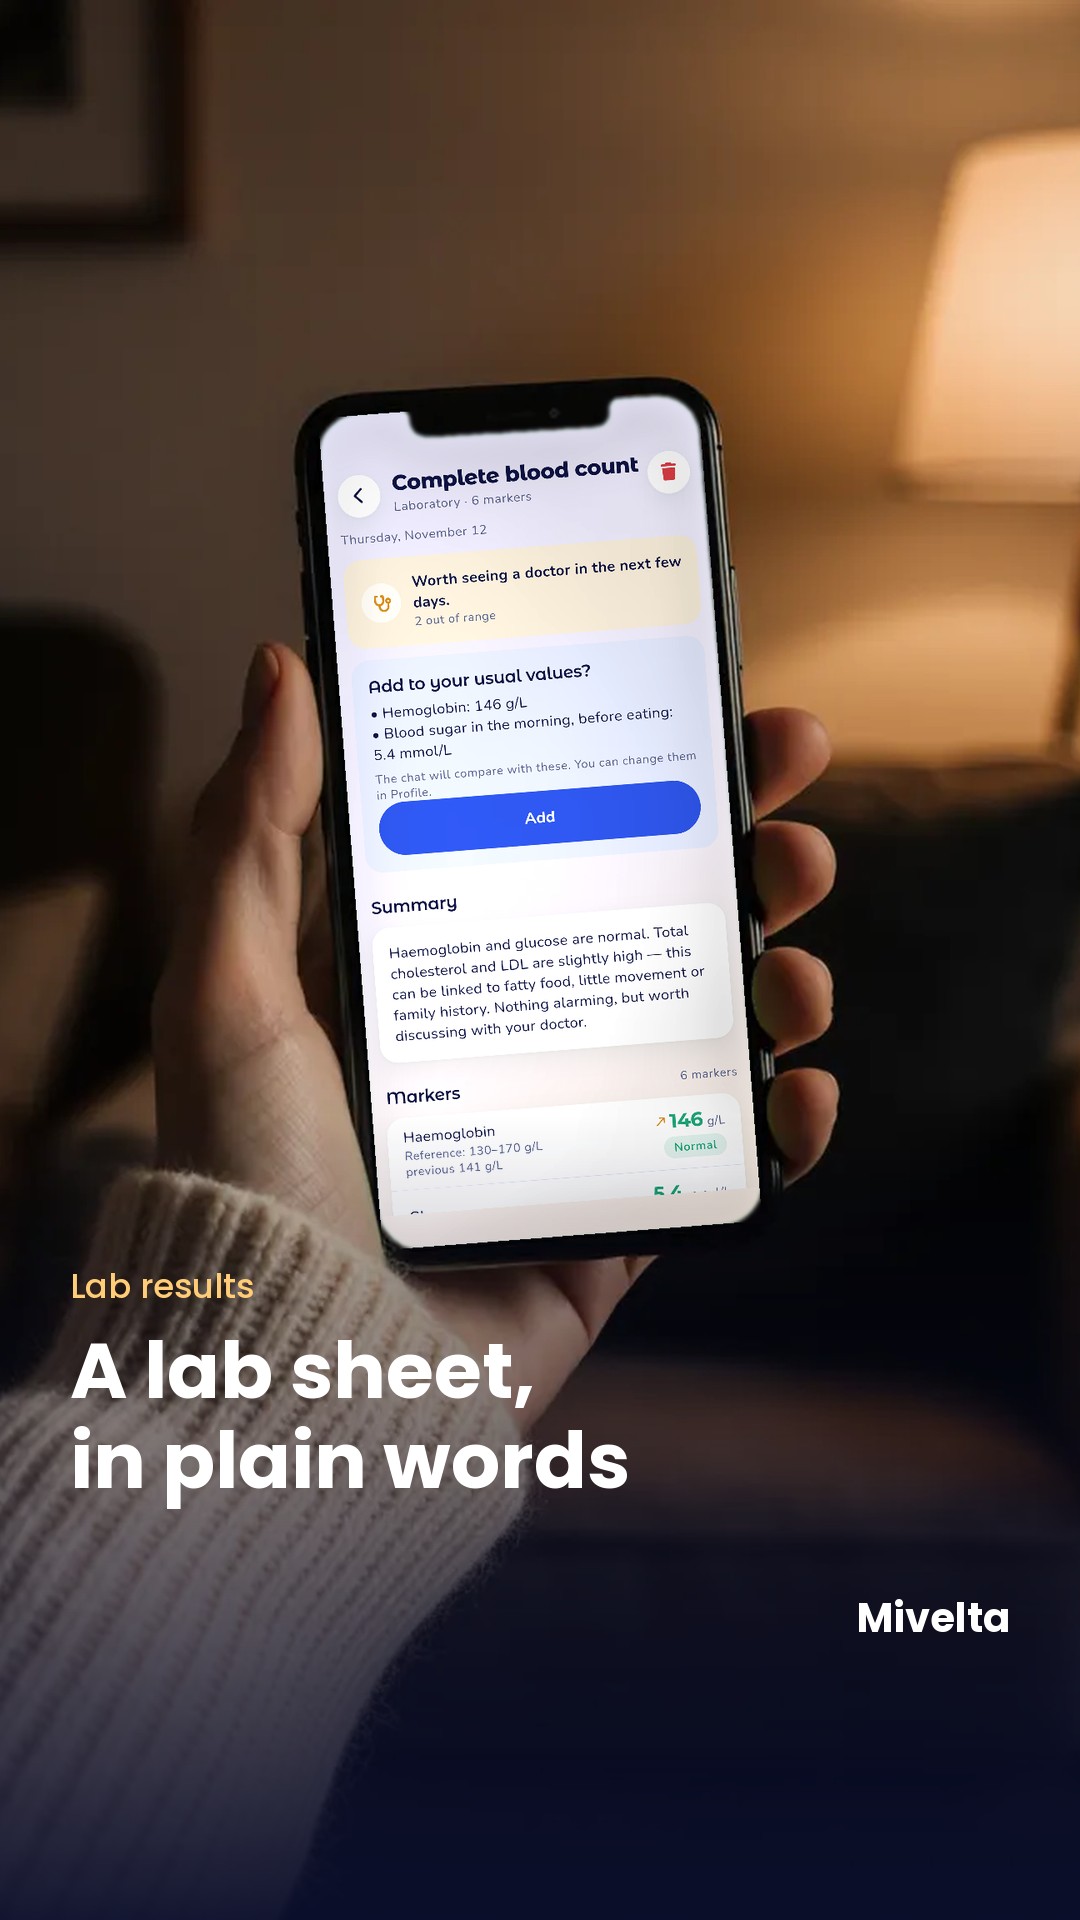 Complete blood count
Laboratory · 6 markers
Thursday, November 12
Worth seeing a doctor in the next few
days.
2 out of range
Add to your usual values?
• Hemoglobin: 146 g/L
• Blood sugar in the morning, before eating:
5.4 mmol/L
The chat will compare with these. You can change them
in Profile.
Add
Summary
Haemoglobin and glucose are normal. Total
cholesterol and LDL are slightly high — this
can be linked to fatty food, little movement or
family history. Nothing alarming, but worth
discussing with your doctor.
Markers
6 markers
Haemoglobin
↗ 146 g/L
Reference: 130–170 g/L
Normal
previous 141 g/L
5.4
Lab results
A lab sheet,
in plain words
Mivelta